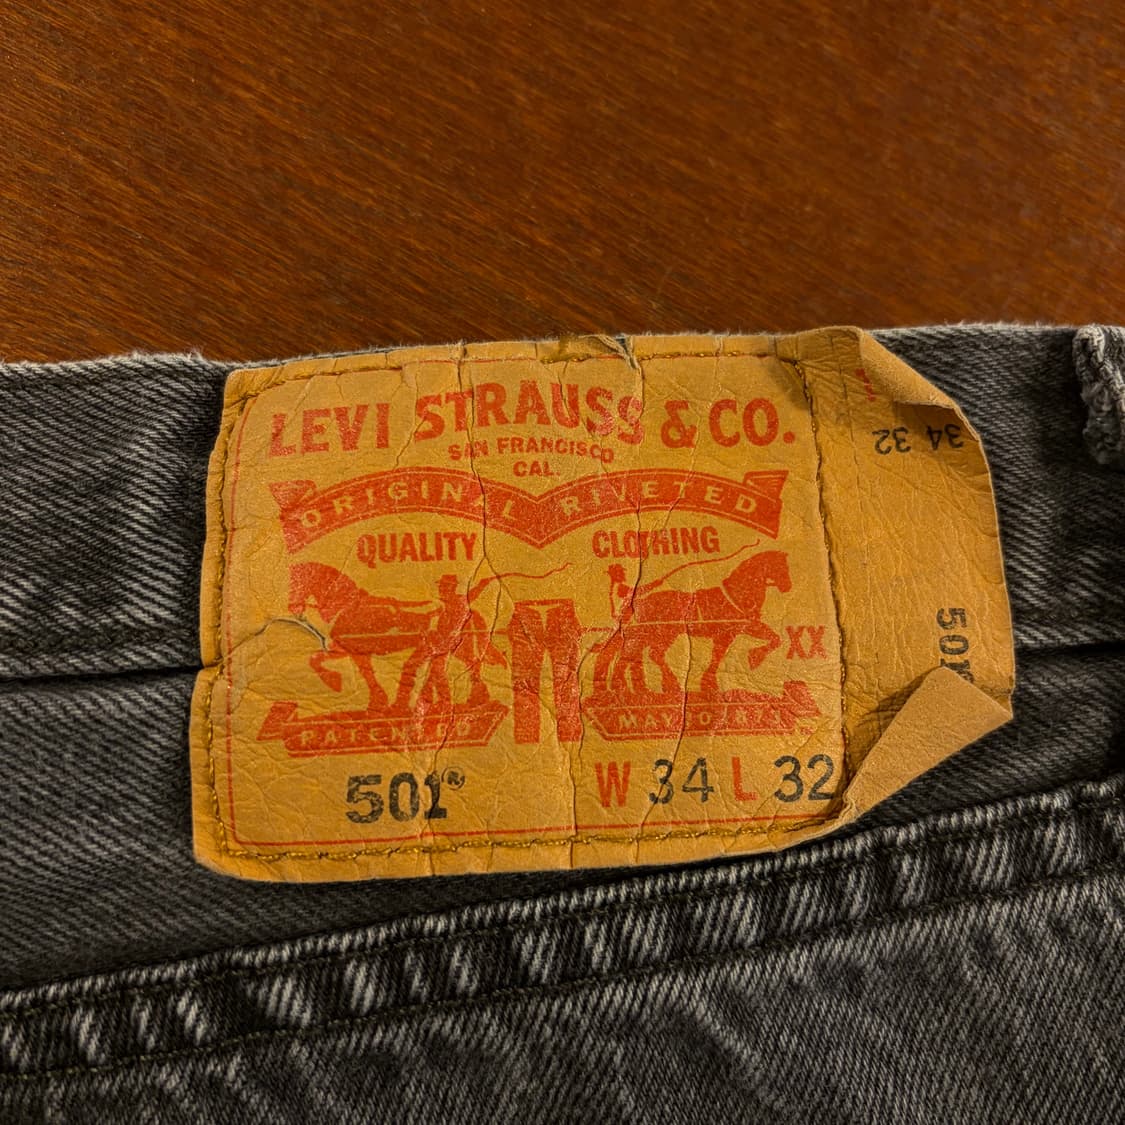 LEVI STRAUSS & CO.
SAN FRANCISCO
CAL.
ORIGINAL RIVETED
QUALITY CLOTHING
XX
PATENTED MAY 20 1873
501® W 34 L 32
34 32
501